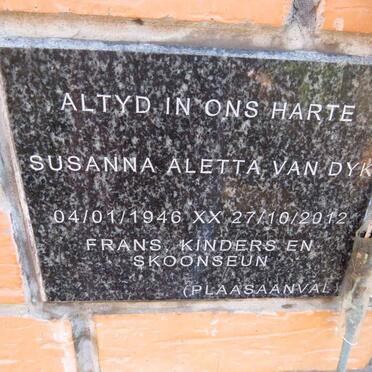 ALTYD IN ONS HARTE
SUSANNA ALETTA VAN DYK
04/01/1946 XX 27/10/2012
FRANS, KINDERS EN
SKOONSEUN
(PLAASAANVAL)